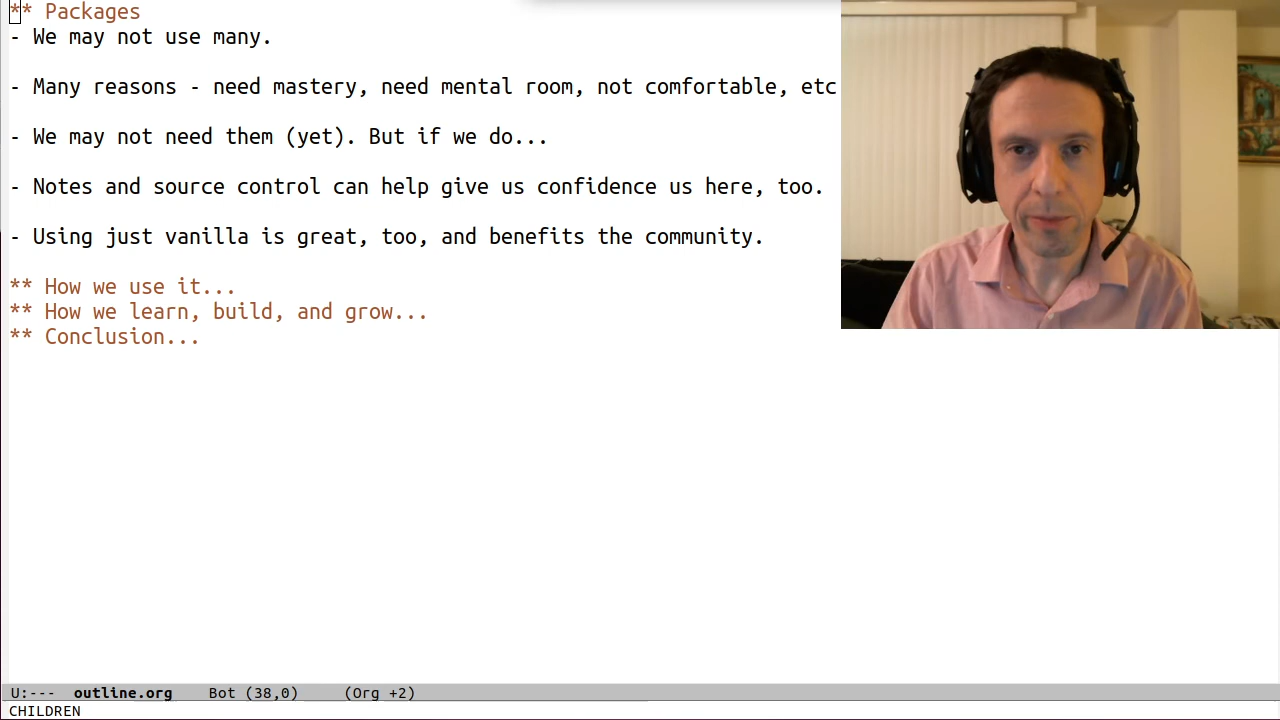 ** Packages
- We may not use many.
- Many reasons - need mastery, need mental room, not comfortable, etc
- We may not need them (yet). But if we do...
- Notes and source control can help give us confidence us here, too.
- Using just vanilla is great, too, and benefits the community.
** How we use it...
** How we learn, build, and grow...
** Conclusion...
U:---  outline.org    Bot (38,0)     (Org +2)
CHILDREN